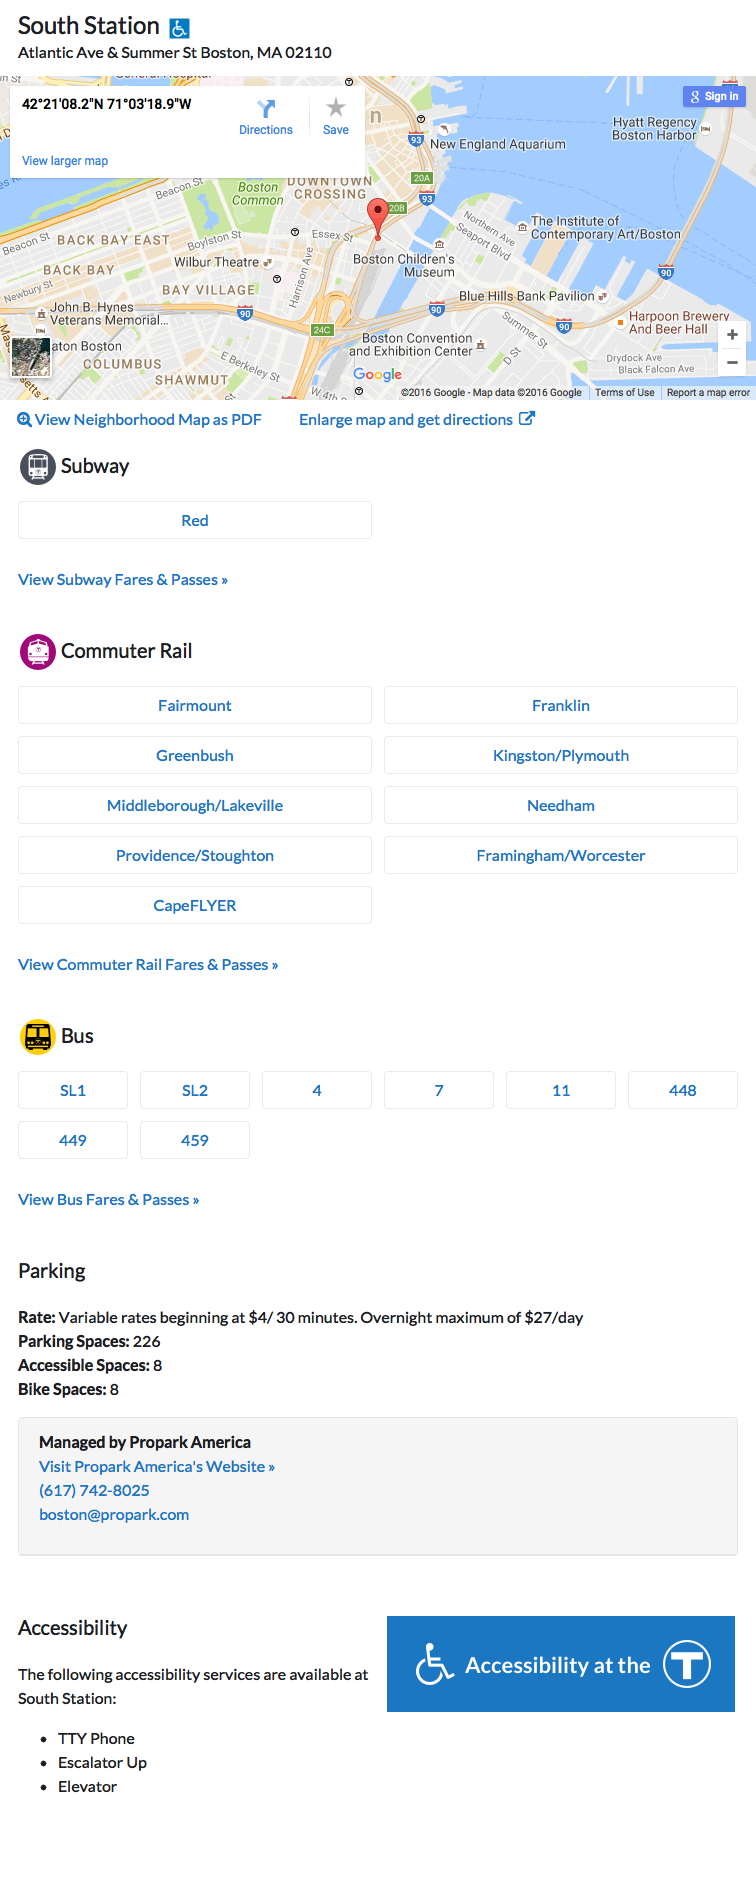 South Station
Atlantic Ave & Summer St Boston, MA 02110
42°21'08.2"N 71°03'18.9"W
Directions
Save
View larger map
Sign in
Hyatt Regency
Boston Harbor
New England Aquarium
93
20A
Beacon St
Boston
Common
DOWNTOWN
CROSSING
20B
93
Northern Ave
Seaport Blvd
The Institute of
Contemporary Art/Boston
Beacon St
BACK BAY EAST
Boylston St
Essex St
Boston Children's
Museum
Wilbur Theatre
BACK BAY
90
Newbury St
BAY VILLAGE
Harrison Ave
Blue Hills Bank Pavilion
John B. Hynes
Veterans Memorial...
90
90
Summer St
90
Harpoon Brewery
And Beer Hall
24C
Boston Convention
and Exhibition Center
D St
aton Boston
COLUMBUS
E Berkeley St
SHAWMUT
Drydock Ave
Black Falcon Ave
Google
W 4th St
©2016 Google - Map data ©2016 Google
Terms of Use
Report a map error
View Neighborhood Map as PDF
Enlarge map and get directions
Subway
Red
View Subway Fares & Passes »
Commuter Rail
Fairmount
Franklin
Greenbush
Kingston/Plymouth
Middleborough/Lakeville
Needham
Providence/Stoughton
Framingham/Worcester
CapeFLYER
View Commuter Rail Fares & Passes »
Bus
SL1
SL2
4
7
11
448
449
459
View Bus Fares & Passes »
Parking
Rate: Variable rates beginning at $4/ 30 minutes. Overnight maximum of $27/day
Parking Spaces: 226
Accessible Spaces: 8
Bike Spaces: 8
Managed by Propark America
Visit Propark America's Website »
(617) 742-8025
boston@propark.com
Accessibility
Accessibility at the T
The following accessibility services are available at
South Station:
• TTY Phone
• Escalator Up
• Elevator